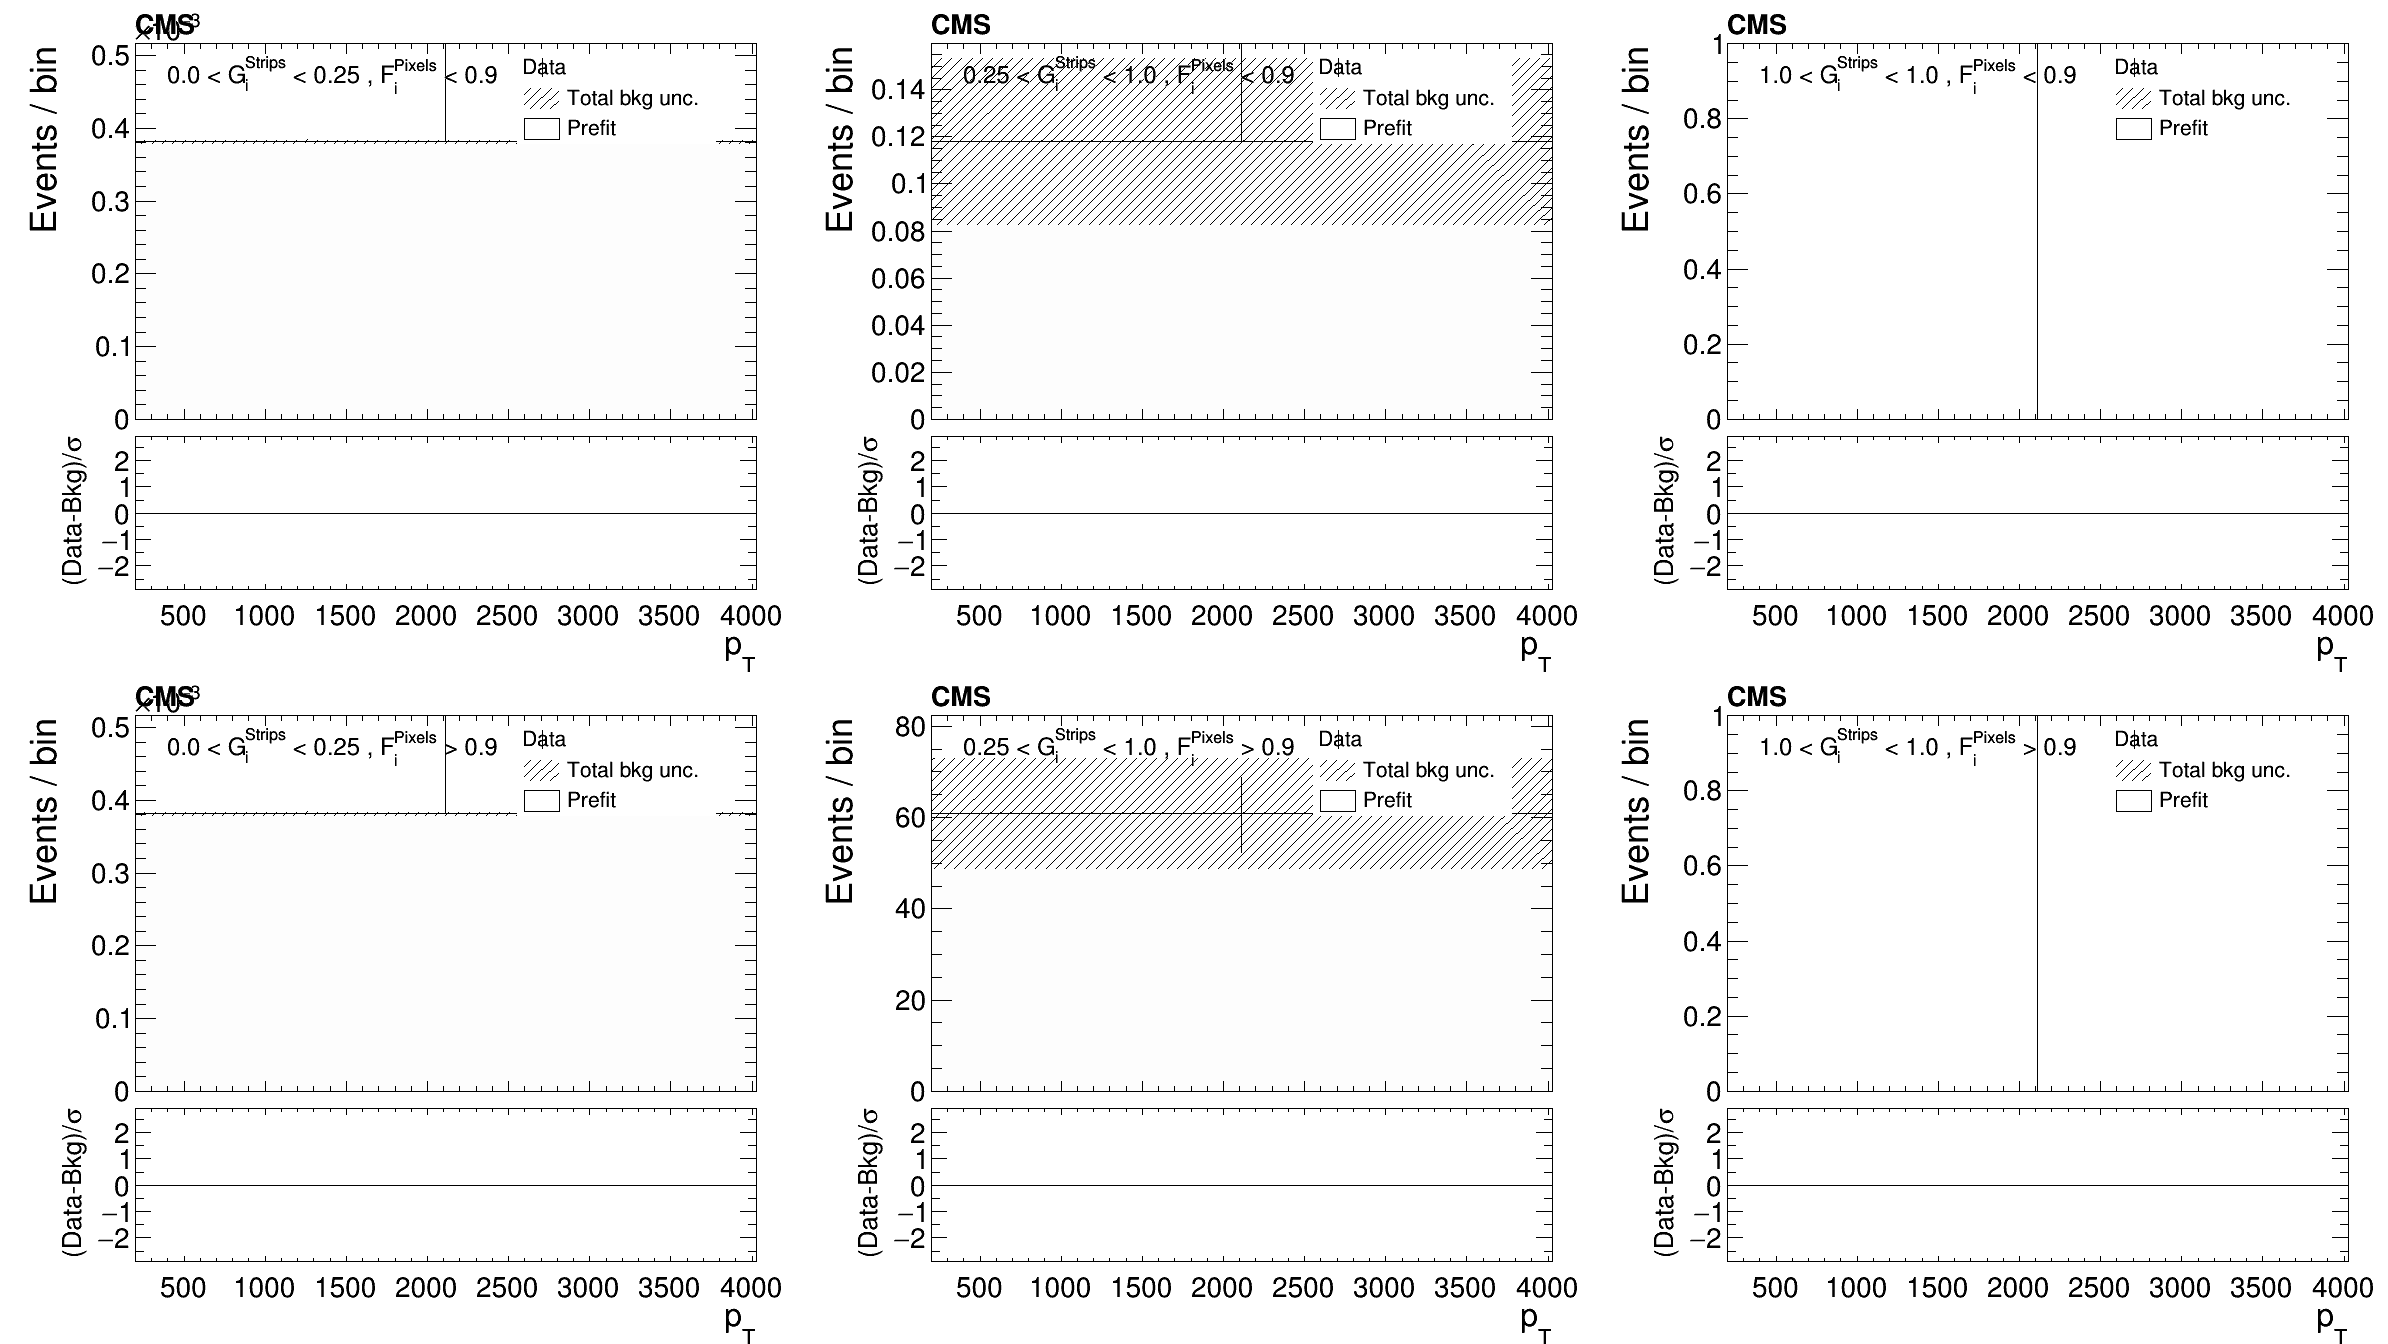 CMS
×10⁻³
Events / bin
0.5
0.4
0.3
0.2
0.1
0
0.0 < G_i^Strips < 0.25 , F_i^Pixels < 0.9
Data
Total bkg unc.
Prefit
(Data-Bkg)/σ
2
1
0
−1
−2
500 1000 1500 2000 2500 3000 3500 4000
p_T
CMS
Events / bin
0.14
0.12
0.1
0.08
0.06
0.04
0.02
0
0.25 < G_i^Strips < 1.0 , F_i^Pixels < 0.9
Data
Total bkg unc.
Prefit
(Data-Bkg)/σ
2
1
0
−1
−2
500 1000 1500 2000 2500 3000 3500 4000
p_T
CMS
Events / bin
1
0.8
0.6
0.4
0.2
0
1.0 < G_i^Strips < 1.0 , F_i^Pixels < 0.9
Data
Total bkg unc.
Prefit
(Data-Bkg)/σ
2
1
0
−1
−2
500 1000 1500 2000 2500 3000 3500 4000
p_T
CMS
×10⁻³
Events / bin
0.5
0.4
0.3
0.2
0.1
0
0.0 < G_i^Strips < 0.25 , F_i^Pixels > 0.9
Data
Total bkg unc.
Prefit
(Data-Bkg)/σ
2
1
0
−1
−2
500 1000 1500 2000 2500 3000 3500 4000
p_T
CMS
Events / bin
80
60
40
20
0
0.25 < G_i^Strips < 1.0 , F_i^Pixels > 0.9
Data
Total bkg unc.
Prefit
(Data-Bkg)/σ
2
1
0
−1
−2
500 1000 1500 2000 2500 3000 3500 4000
p_T
CMS
Events / bin
1
0.8
0.6
0.4
0.2
0
1.0 < G_i^Strips < 1.0 , F_i^Pixels > 0.9
Data
Total bkg unc.
Prefit
(Data-Bkg)/σ
2
1
0
−1
−2
500 1000 1500 2000 2500 3000 3500 4000
p_T